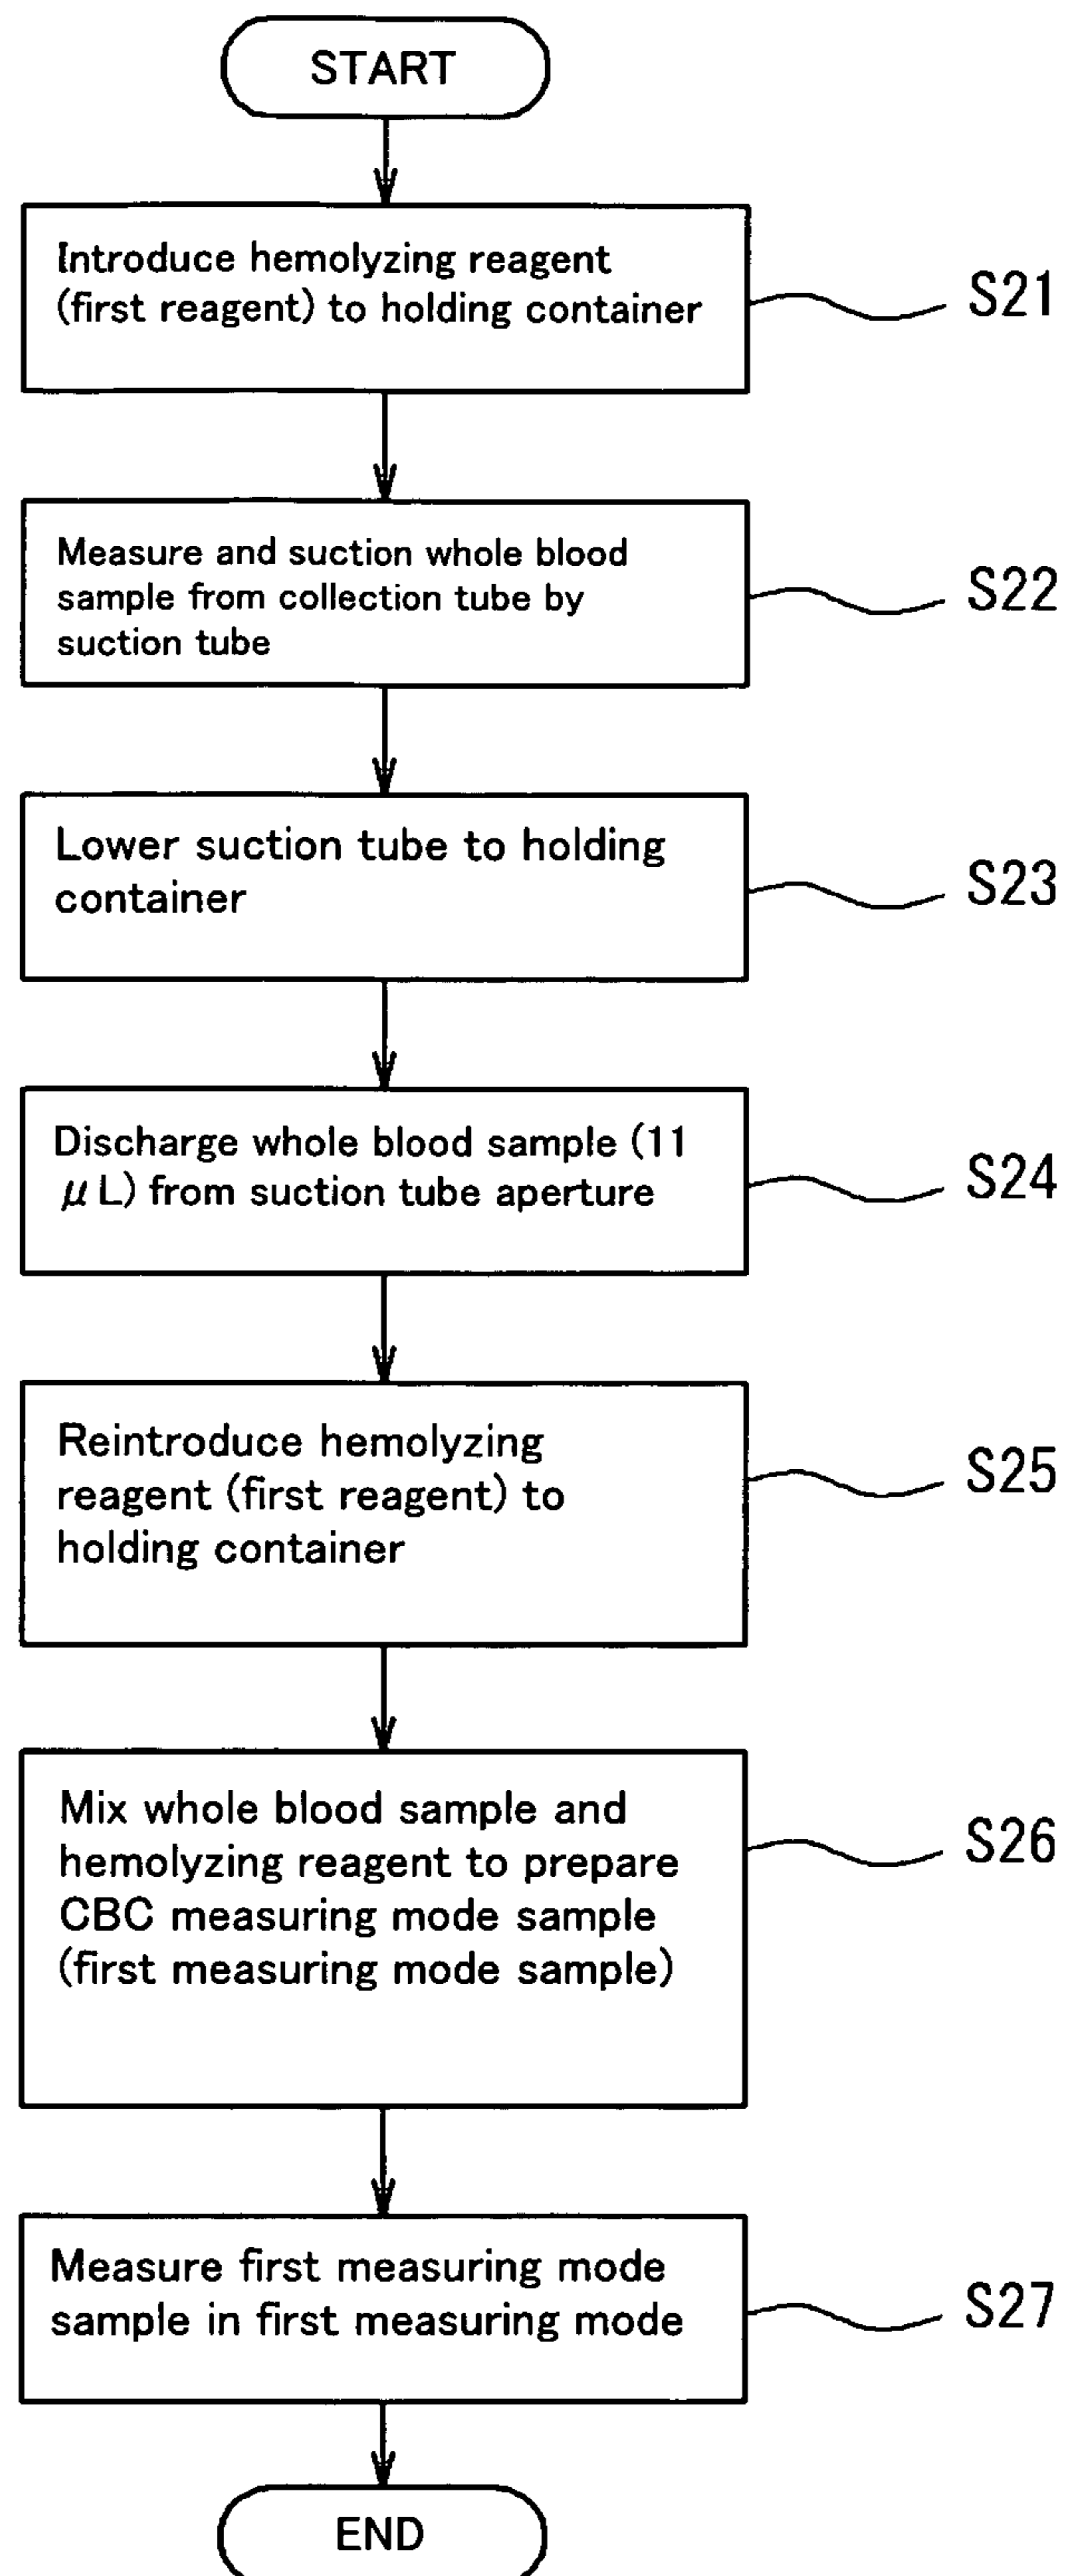 START
Introduce hemolyzing reagent
(first reagent) to holding container
S21
Measure and suction whole blood
sample from collection tube by
suction tube
S22
Lower suction tube to holding
container
S23
Discharge whole blood sample (11
μL) from suction tube aperture
S24
Reintroduce hemolyzing
reagent (first reagent) to
holding container
S25
Mix whole blood sample and
hemolyzing reagent to prepare
CBC measuring mode sample
(first measuring mode sample)
S26
Measure first measuring mode
sample in first measuring mode
S27
END